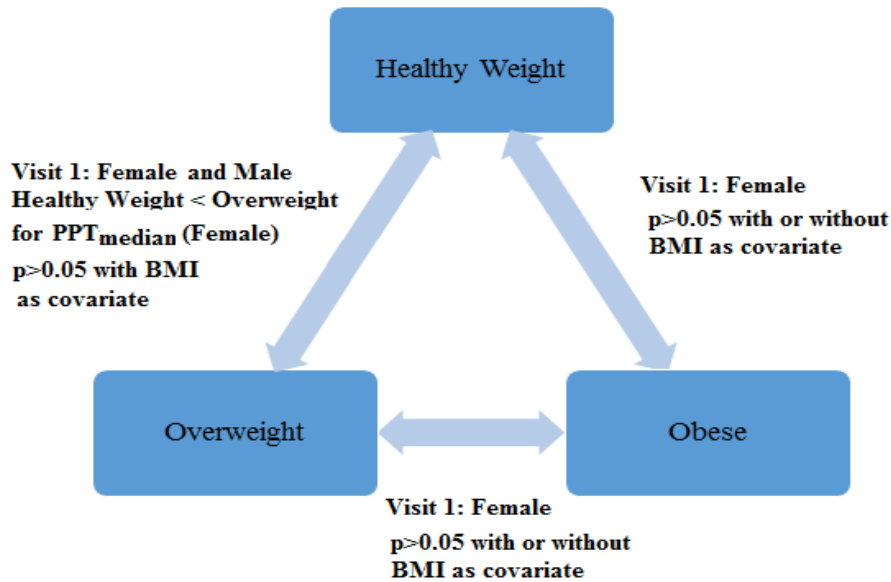 Healthy Weight
Visit 1: Female and Male
Healthy Weight < Overweight
for PPTmedian (Female)
p>0.05 with BMI
as covariate
Visit 1: Female
p>0.05 with or without
BMI as covariate
Overweight
Obese
Visit 1: Female
p>0.05 with or without
BMI as covariate